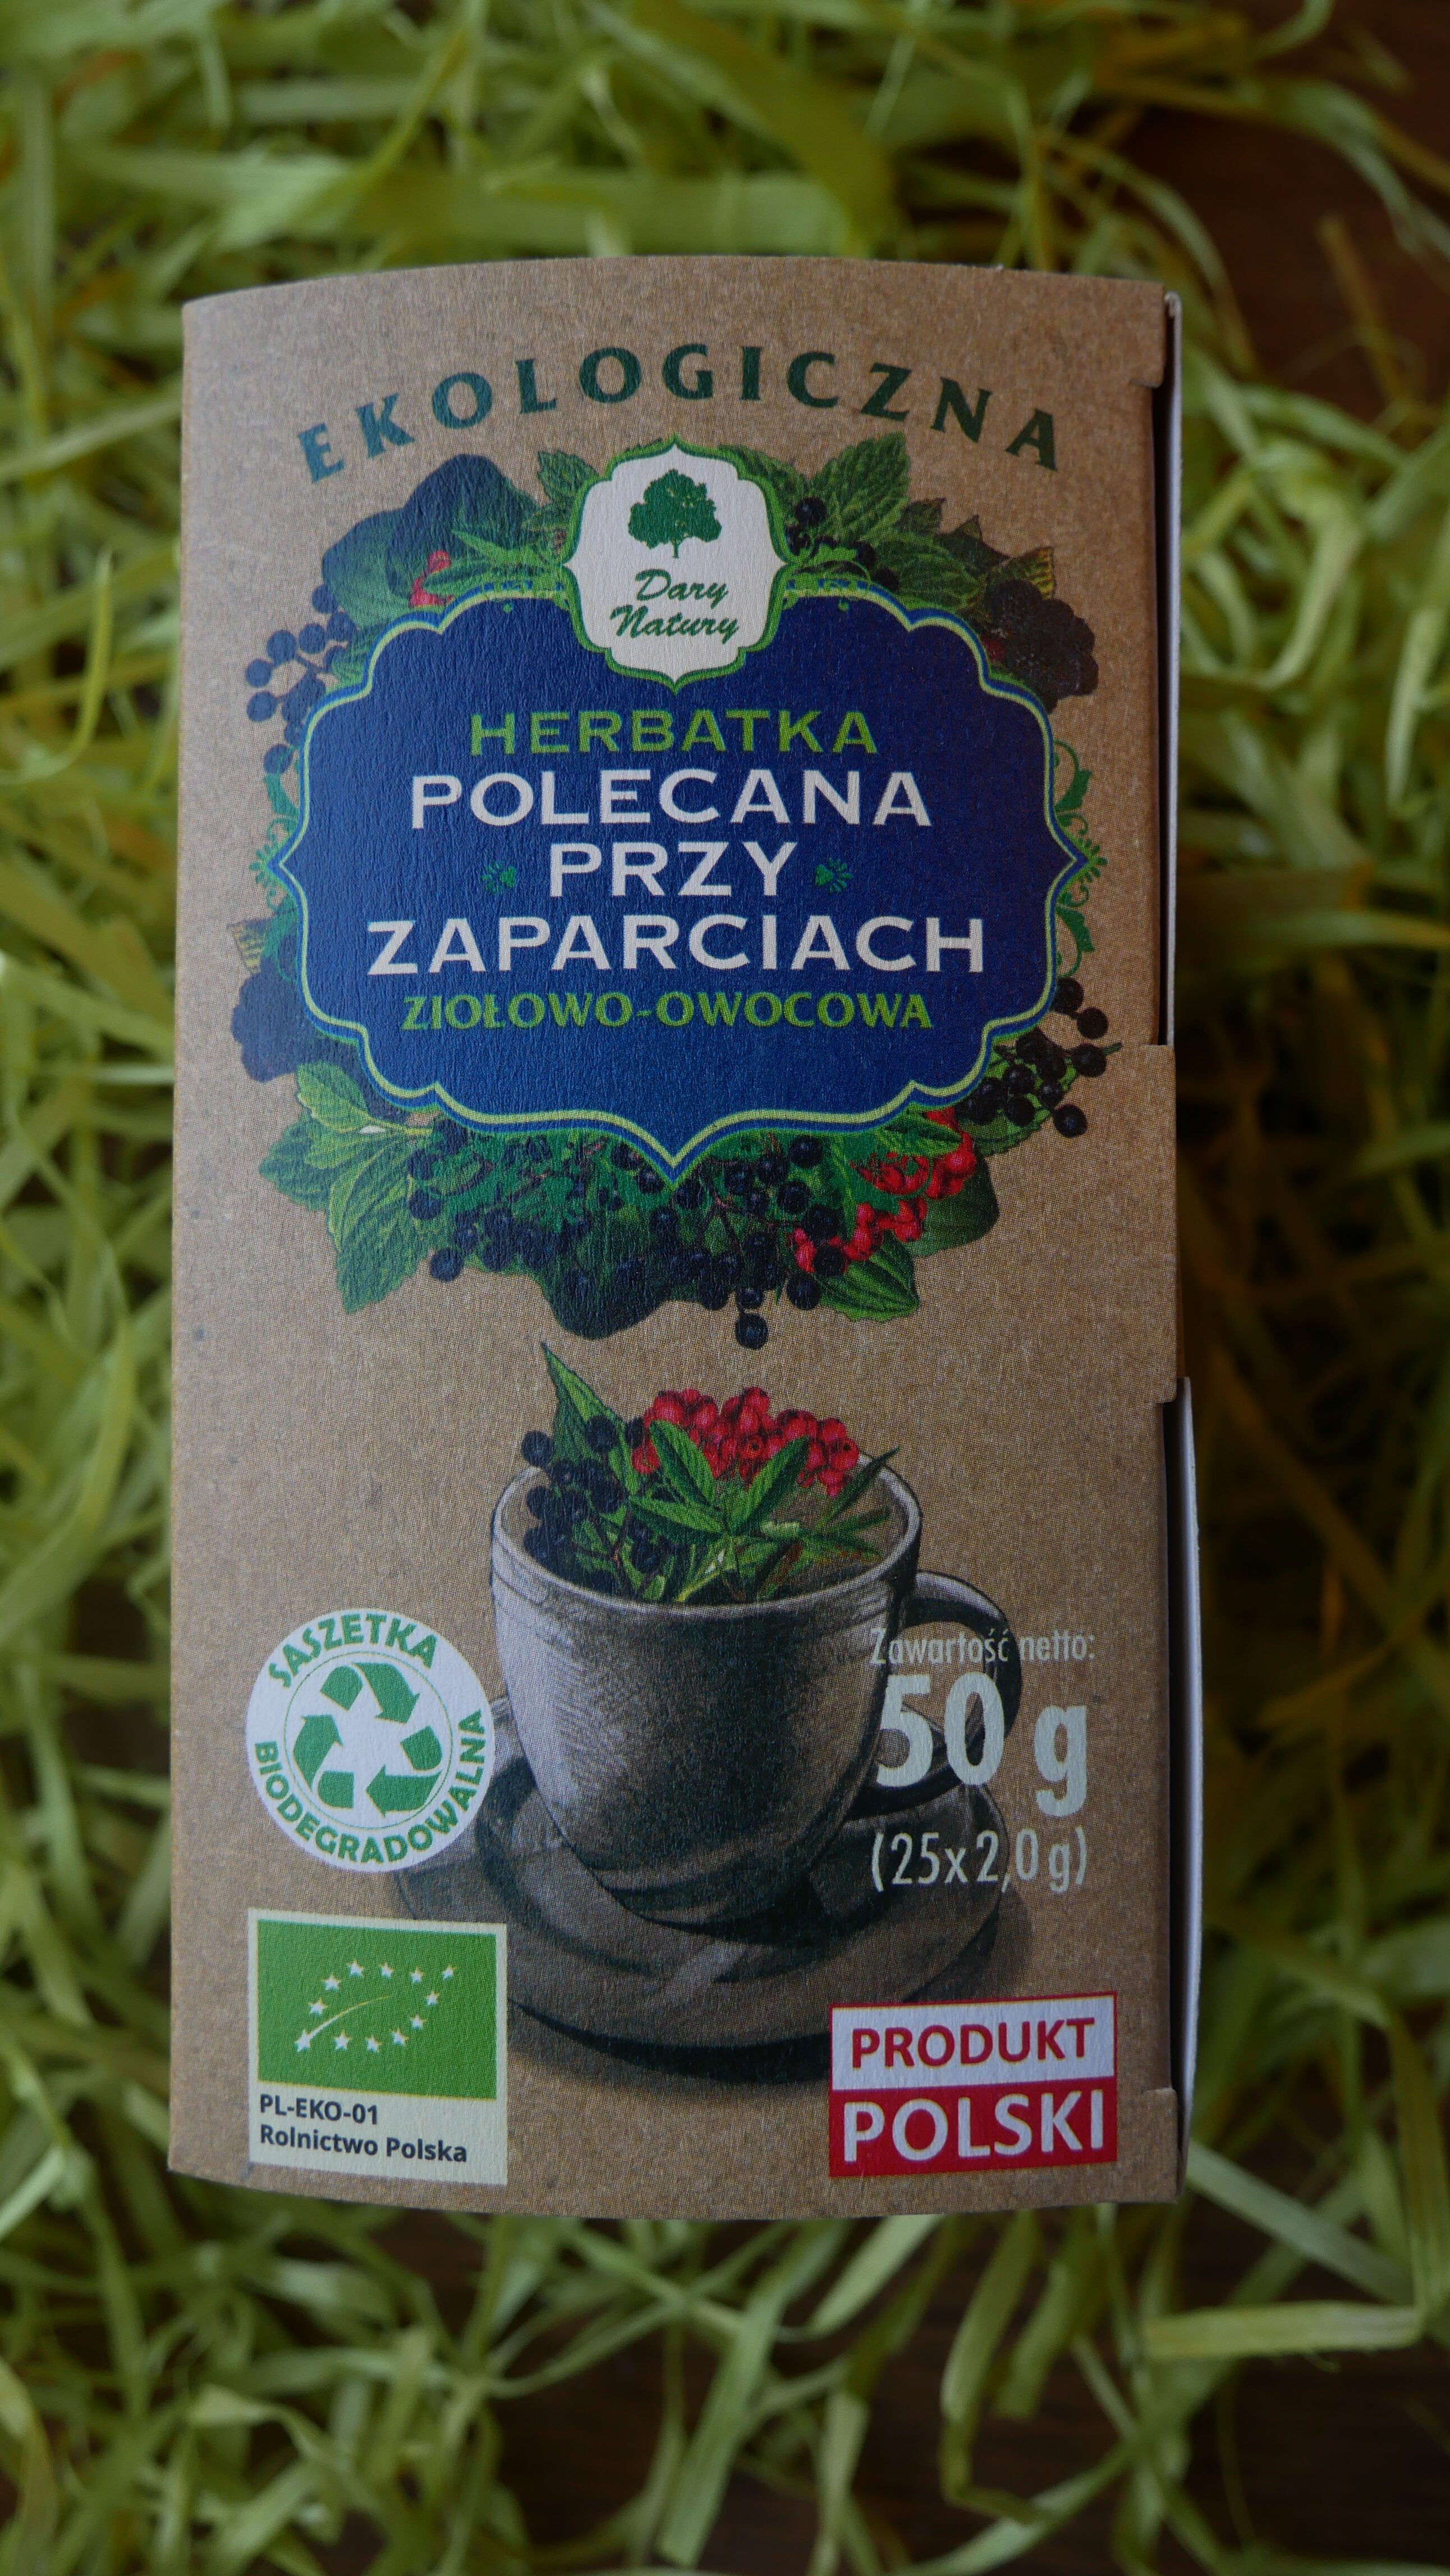 EKOLOGICZNA
Dary
Natury
HERBATKA
POLECANA
PRZY
ZAPARCIACH
ZIOŁOWO-OWOCOWA
SASZETKA
BIODEGRADOWALNA
Zawartość netto:
50 g
(25x2,0 g)
PL-EKO-01
Rolnictwo Polska
PRODUKT
POLSKI